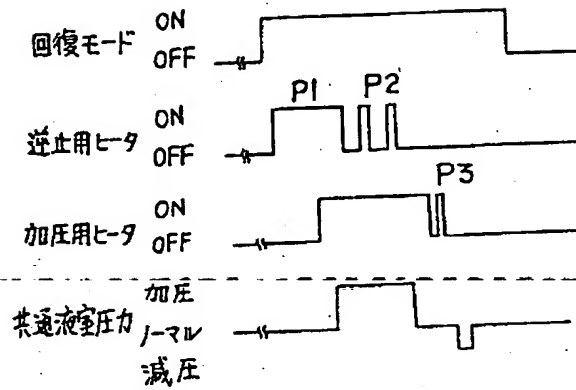 回復モード ON
OFF
P1 P2
逆止用ヒータ ON
OFF
P3
加圧用ヒータ ON
OFF
共通液室圧力 加圧
ノーマル
減圧